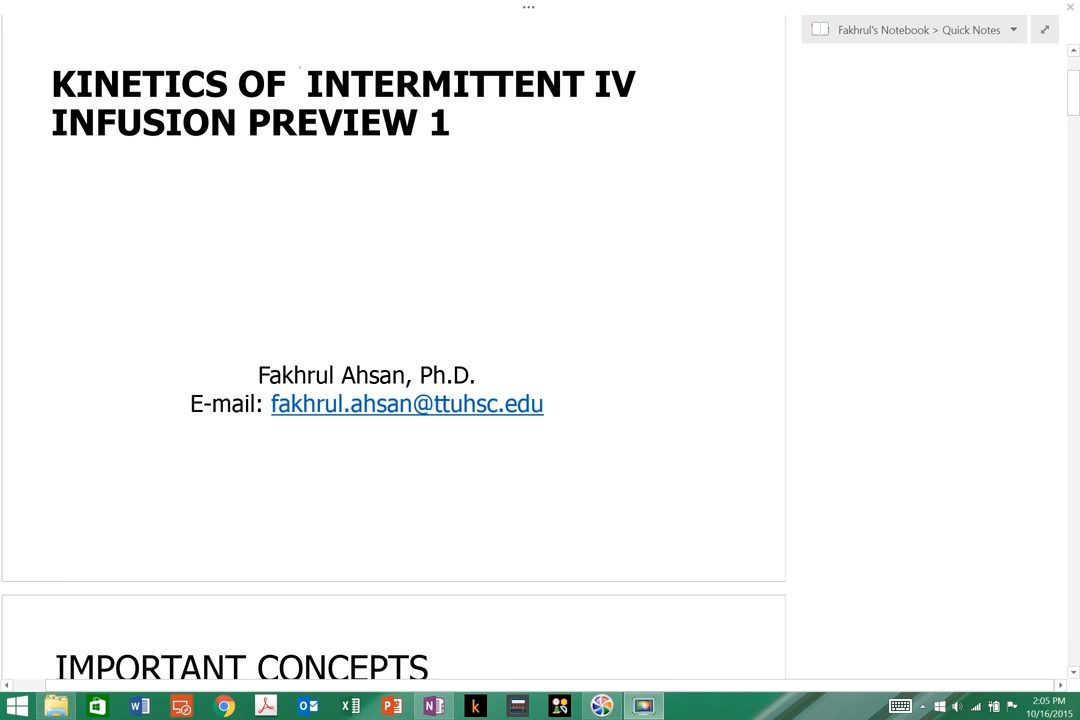 Fakhrul's Notebook > Quick Notes
KINETICS OF INTERMITTENT IV
INFUSION PREVIEW 1
Fakhrul Ahsan, Ph.D.
E-mail: fakhrul.ahsan@ttuhsc.edu
IMPORTANT CONCEPTS
2:05 PM
10/16/2015